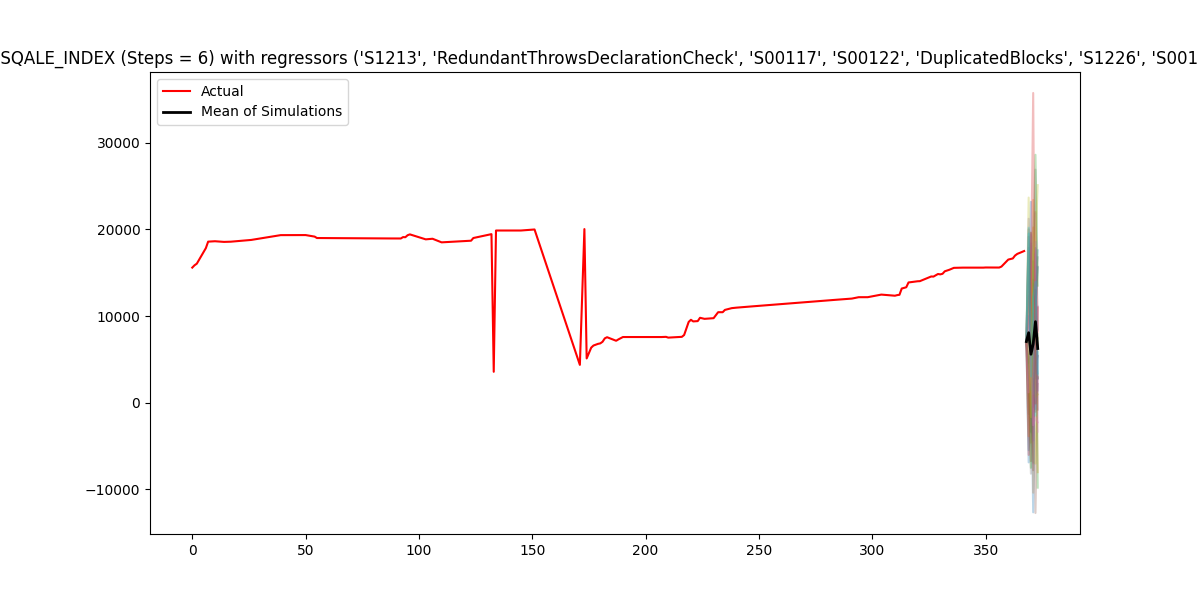 SQALE_INDEX (Steps = 6) with regressors ('S1213', 'RedundantThrowsDeclarationCheck', 'S00117', 'S00122', 'DuplicatedBlocks', 'S1226', 'S001
Actual
Mean of Simulations
30000
20000
10000
0
−10000
0 50 100 150 200 250 300 350